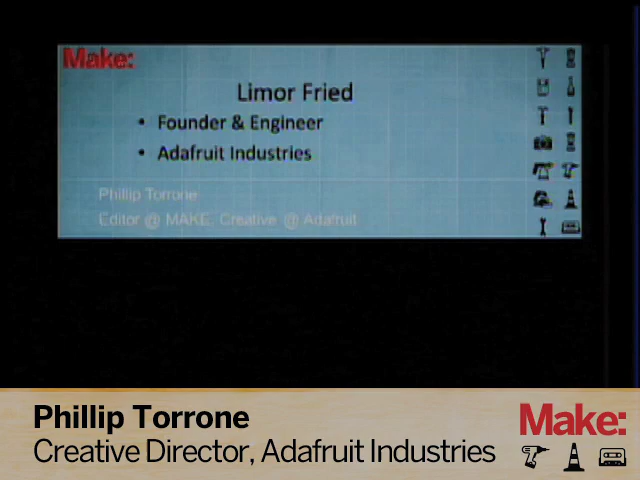 Make:
Limor Fried
• Founder & Engineer
• Adafruit Industries
Phillip Torrone
Editor @ MAKE, Creative @ Adafruit
Phillip Torrone
Creative Director, Adafruit Industries
Make: